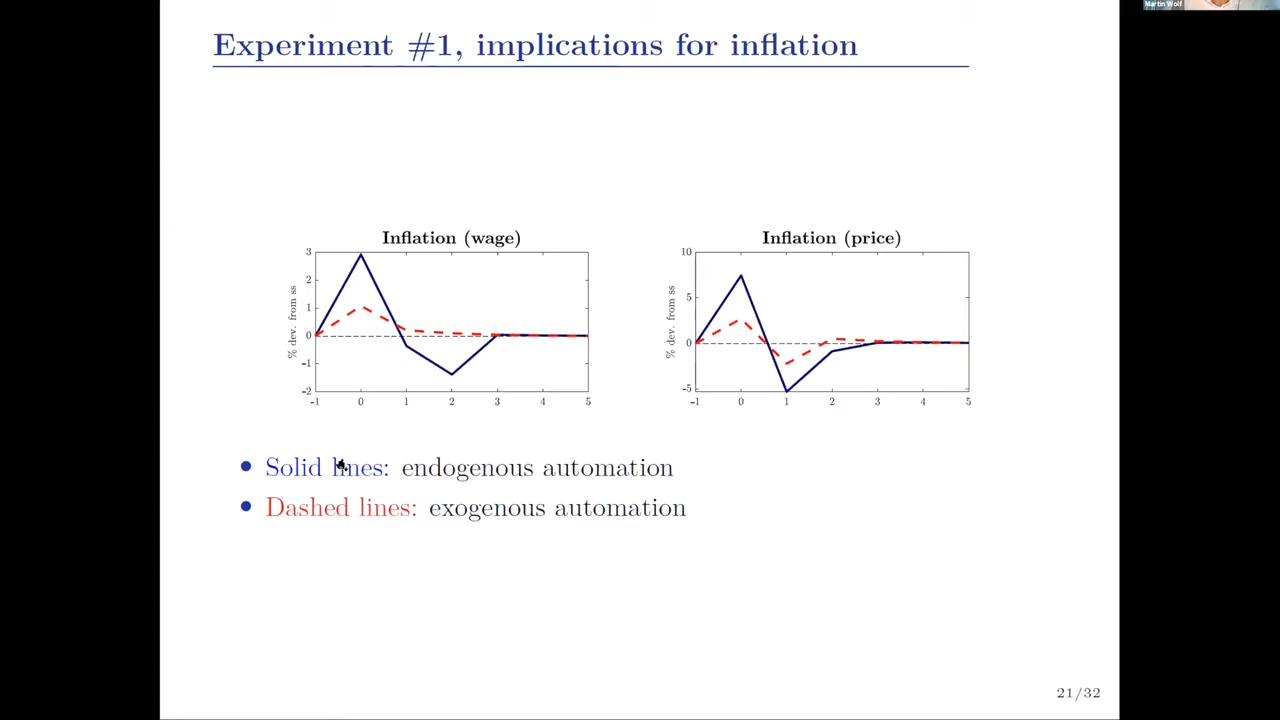 Martin Wolf
Experiment #1, implications for inflation
Inflation (wage)
3
2
1
0
-1
-2
% dev. from ss
-1 0 1 2 3 4 5
Inflation (price)
10
5
0
-5
% dev. from ss
-1 0 1 2 3 4 5
• Solid lines: endogenous automation
• Dashed lines: exogenous automation
21/32